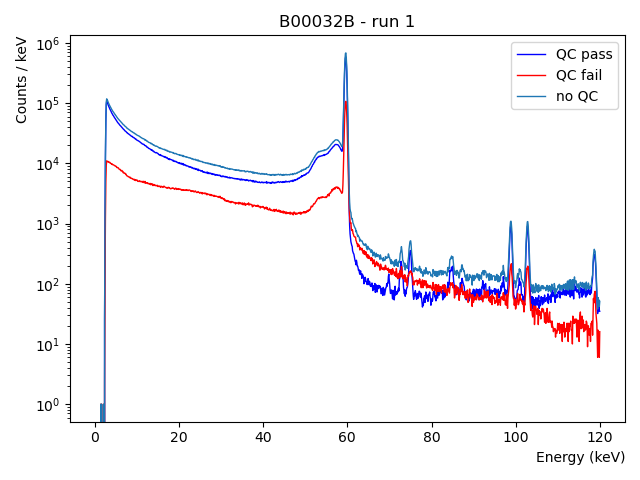 B00032B - run 1
Counts / keV
10^6
10^5
10^4
10^3
10^2
10^1
10^0
QC pass
QC fail
no QC
0 20 40 60 80 100 120
Energy (keV)